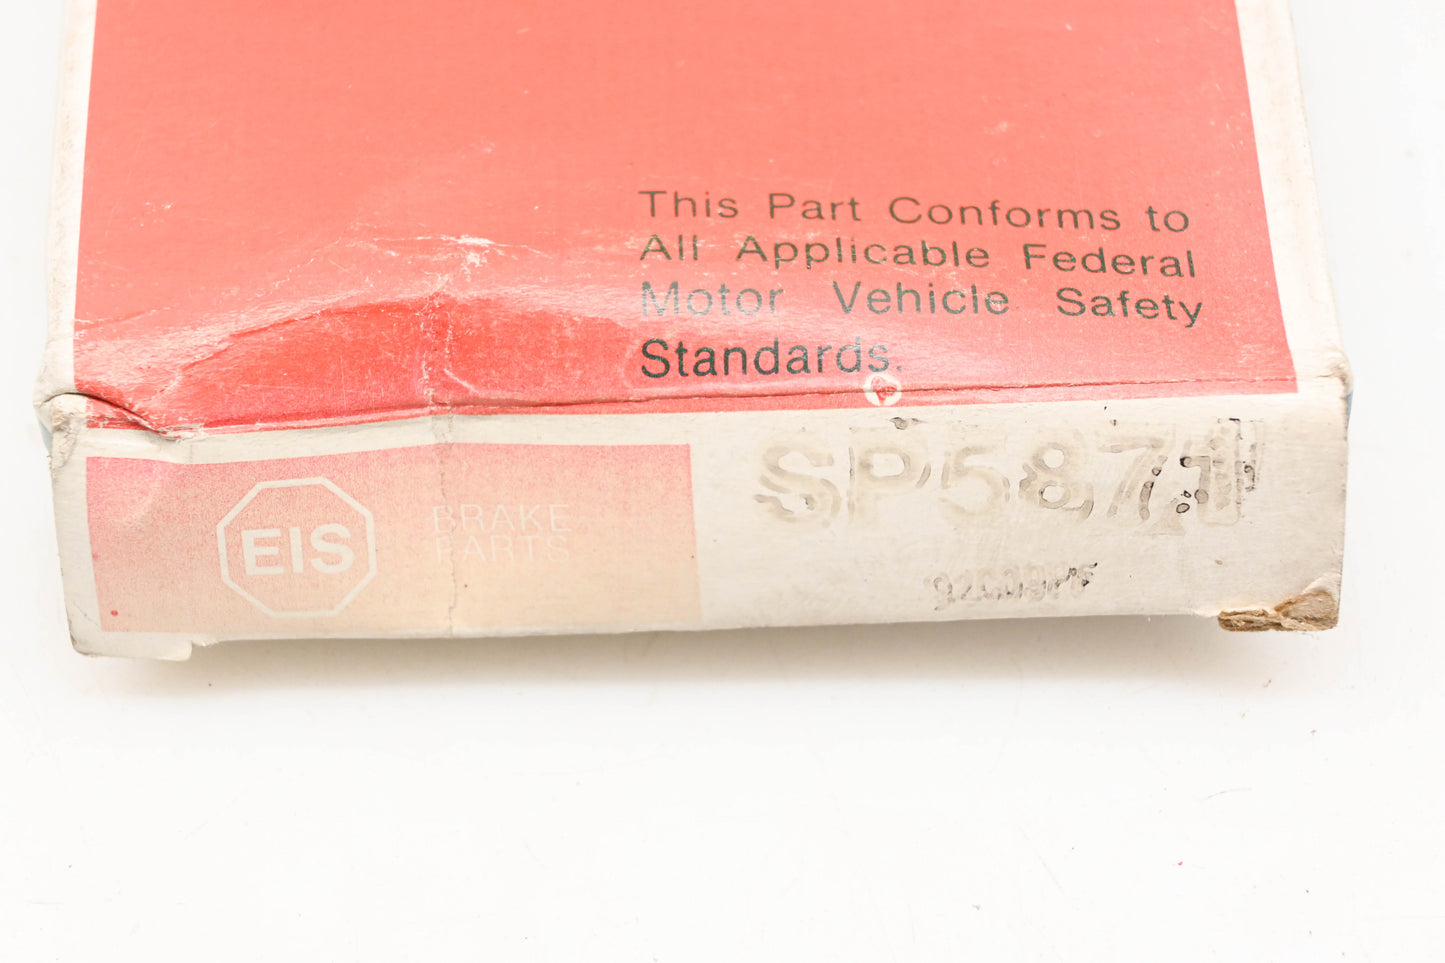 This Part Conforms to
All Applicable Federal
Motor Vehicle Safety
Standards.
EIS
BRAKE
PARTS
SP5871